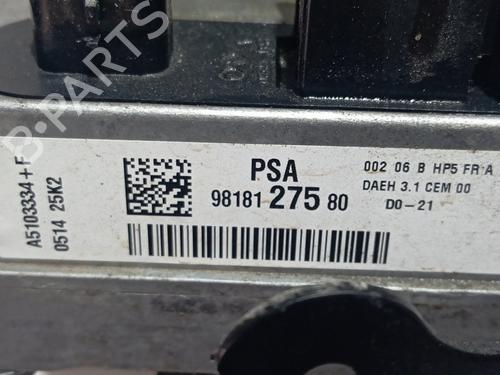 B-PARTS
PSA
98181 275 80
002 06 B HP5 FR A
DAEH 3.1 CEM 00
D0-21
A5103334+F
0514 25K2